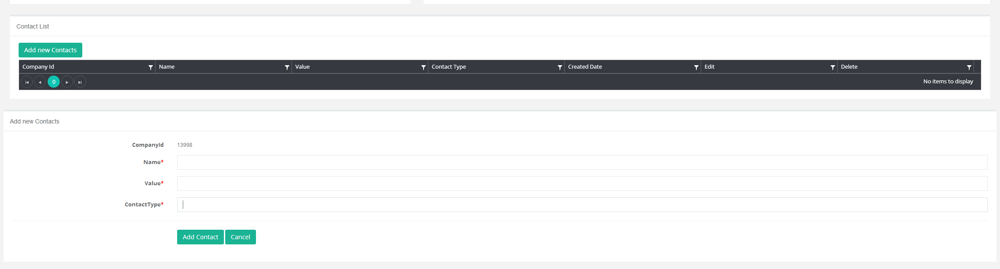 Contact List
Add new Contacts
Company Id Name Value Contact Type Created Date Edit Delete
0 No items to display
Add new Contacts
CompanyId 13998
Name*
Value*
ContactType*
Add Contact Cancel